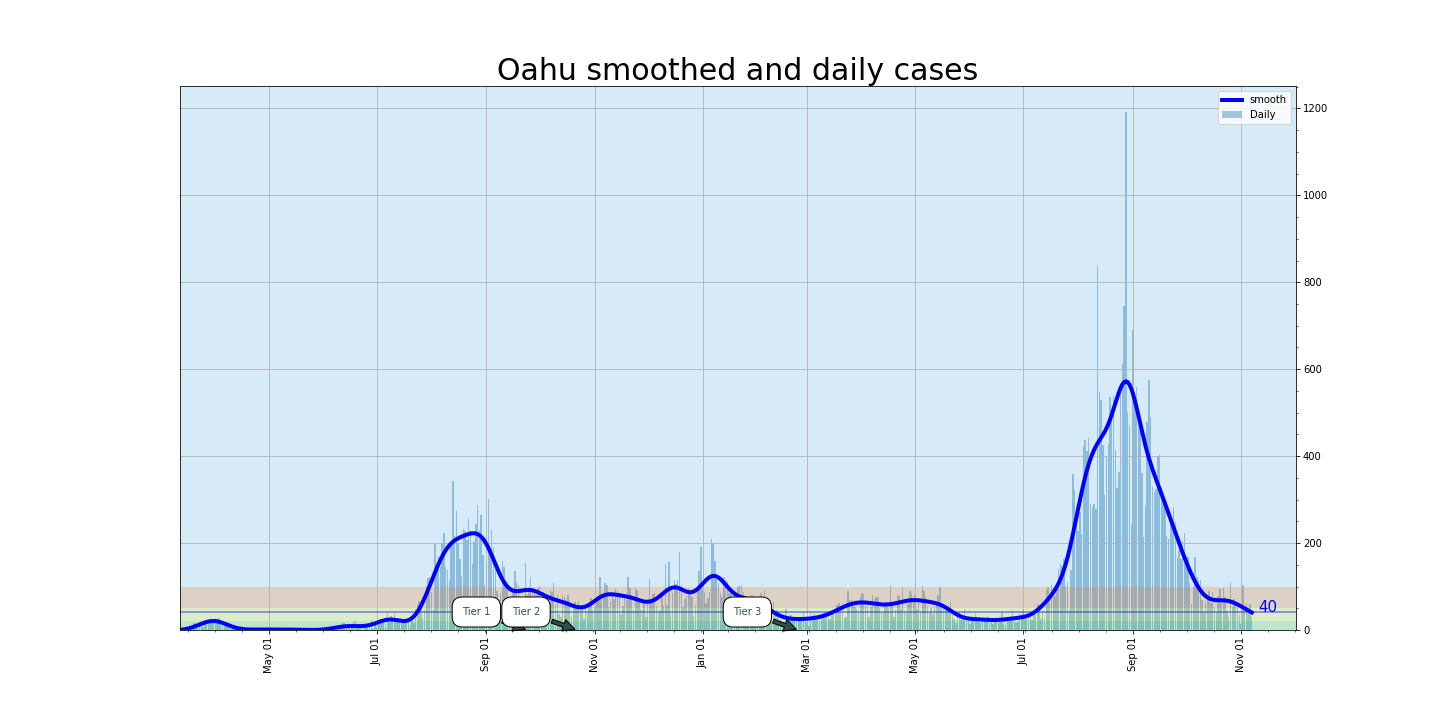 Oahu smoothed and daily cases
smooth
Daily
1200
1000
800
600
400
200
0
40
Tier 1
Tier 2
Tier 3
May 01
Jul 01
Sep 01
Nov 01
Jan 01
Mar 01
May 01
Jul 01
Sep 01
Nov 01